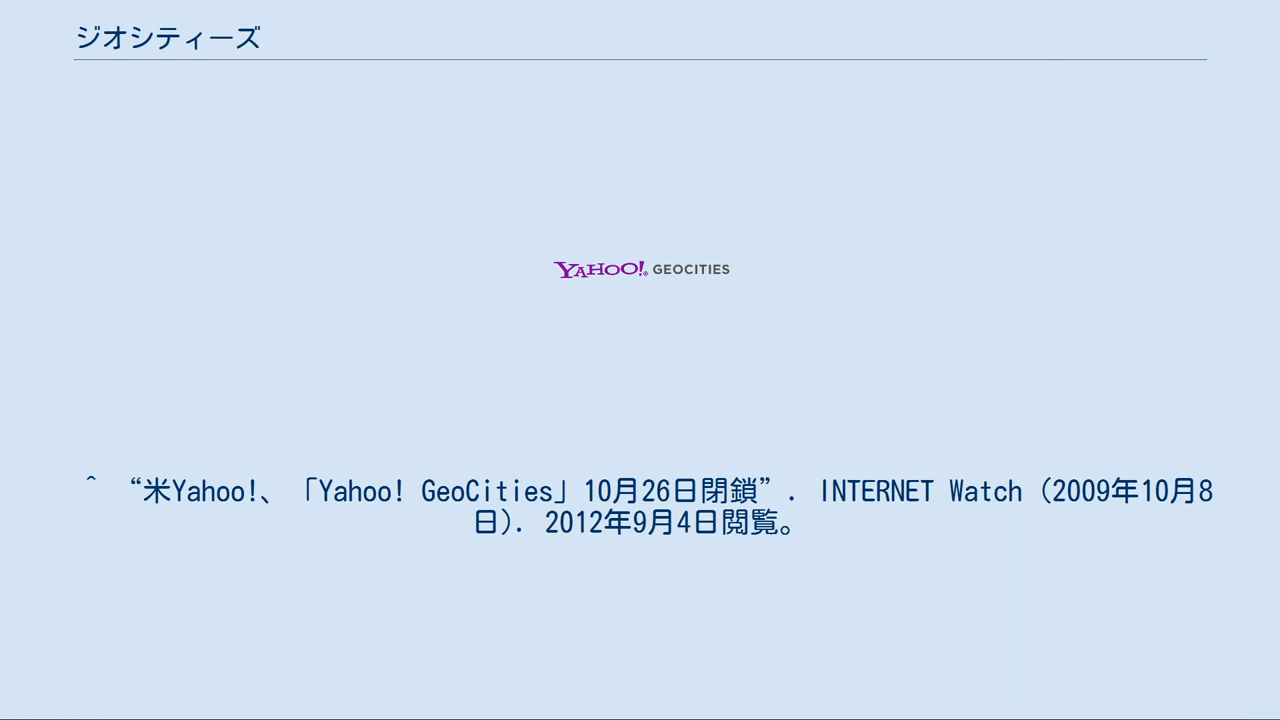 ジオシティーズ
YAHOO!® GEOCITIES
^ “米Yahoo!、「Yahoo! GeoCities」10月26日閉鎖”. INTERNET Watch (2009年10月8
日). 2012年9月4日閲覧。